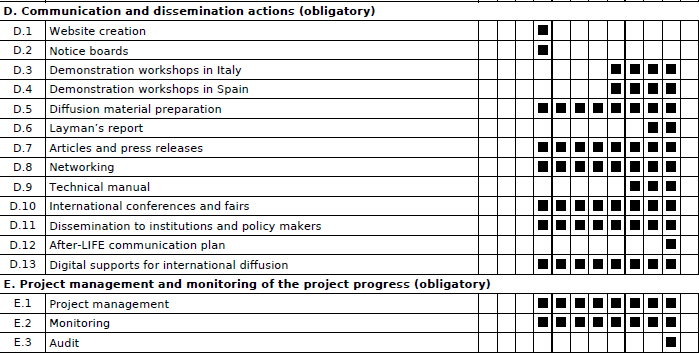 D. Communication and dissemination actions (obligatory)
D.1 Website creation
D.2 Notice boards
D.3 Demonstration workshops in Italy
D.4 Demonstration workshops in Spain
D.5 Diffusion material preparation
D.6 Layman's report
D.7 Articles and press releases
D.8 Networking
D.9 Technical manual
D.10 International conferences and fairs
D.11 Dissemination to institutions and policy makers
D.12 After-LIFE communication plan
D.13 Digital supports for international diffusion
E. Project management and monitoring of the project progress (obligatory)
E.1 Project management
E.2 Monitoring
E.3 Audit